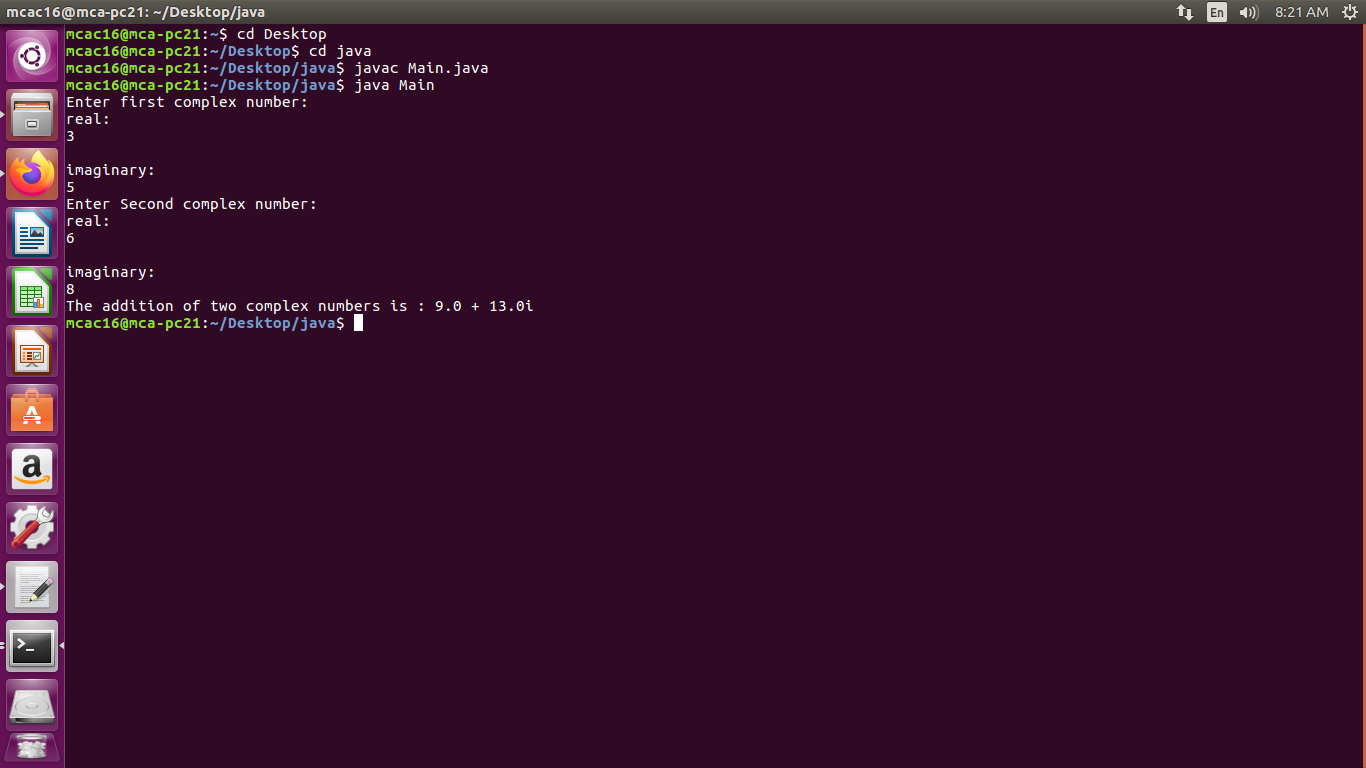 mcac16@mca-pc21: ~/Desktop/java
En
8:21 AM
mcac16@mca-pc21:~$ cd Desktop
mcac16@mca-pc21:~/Desktop$ cd java
mcac16@mca-pc21:~/Desktop/java$ javac Main.java
mcac16@mca-pc21:~/Desktop/java$ java Main
Enter first complex number:
real:
3
imaginary:
5
Enter Second complex number:
real:
6
imaginary:
8
The addition of two complex numbers is : 9.0 + 13.0i
mcac16@mca-pc21:~/Desktop/java$